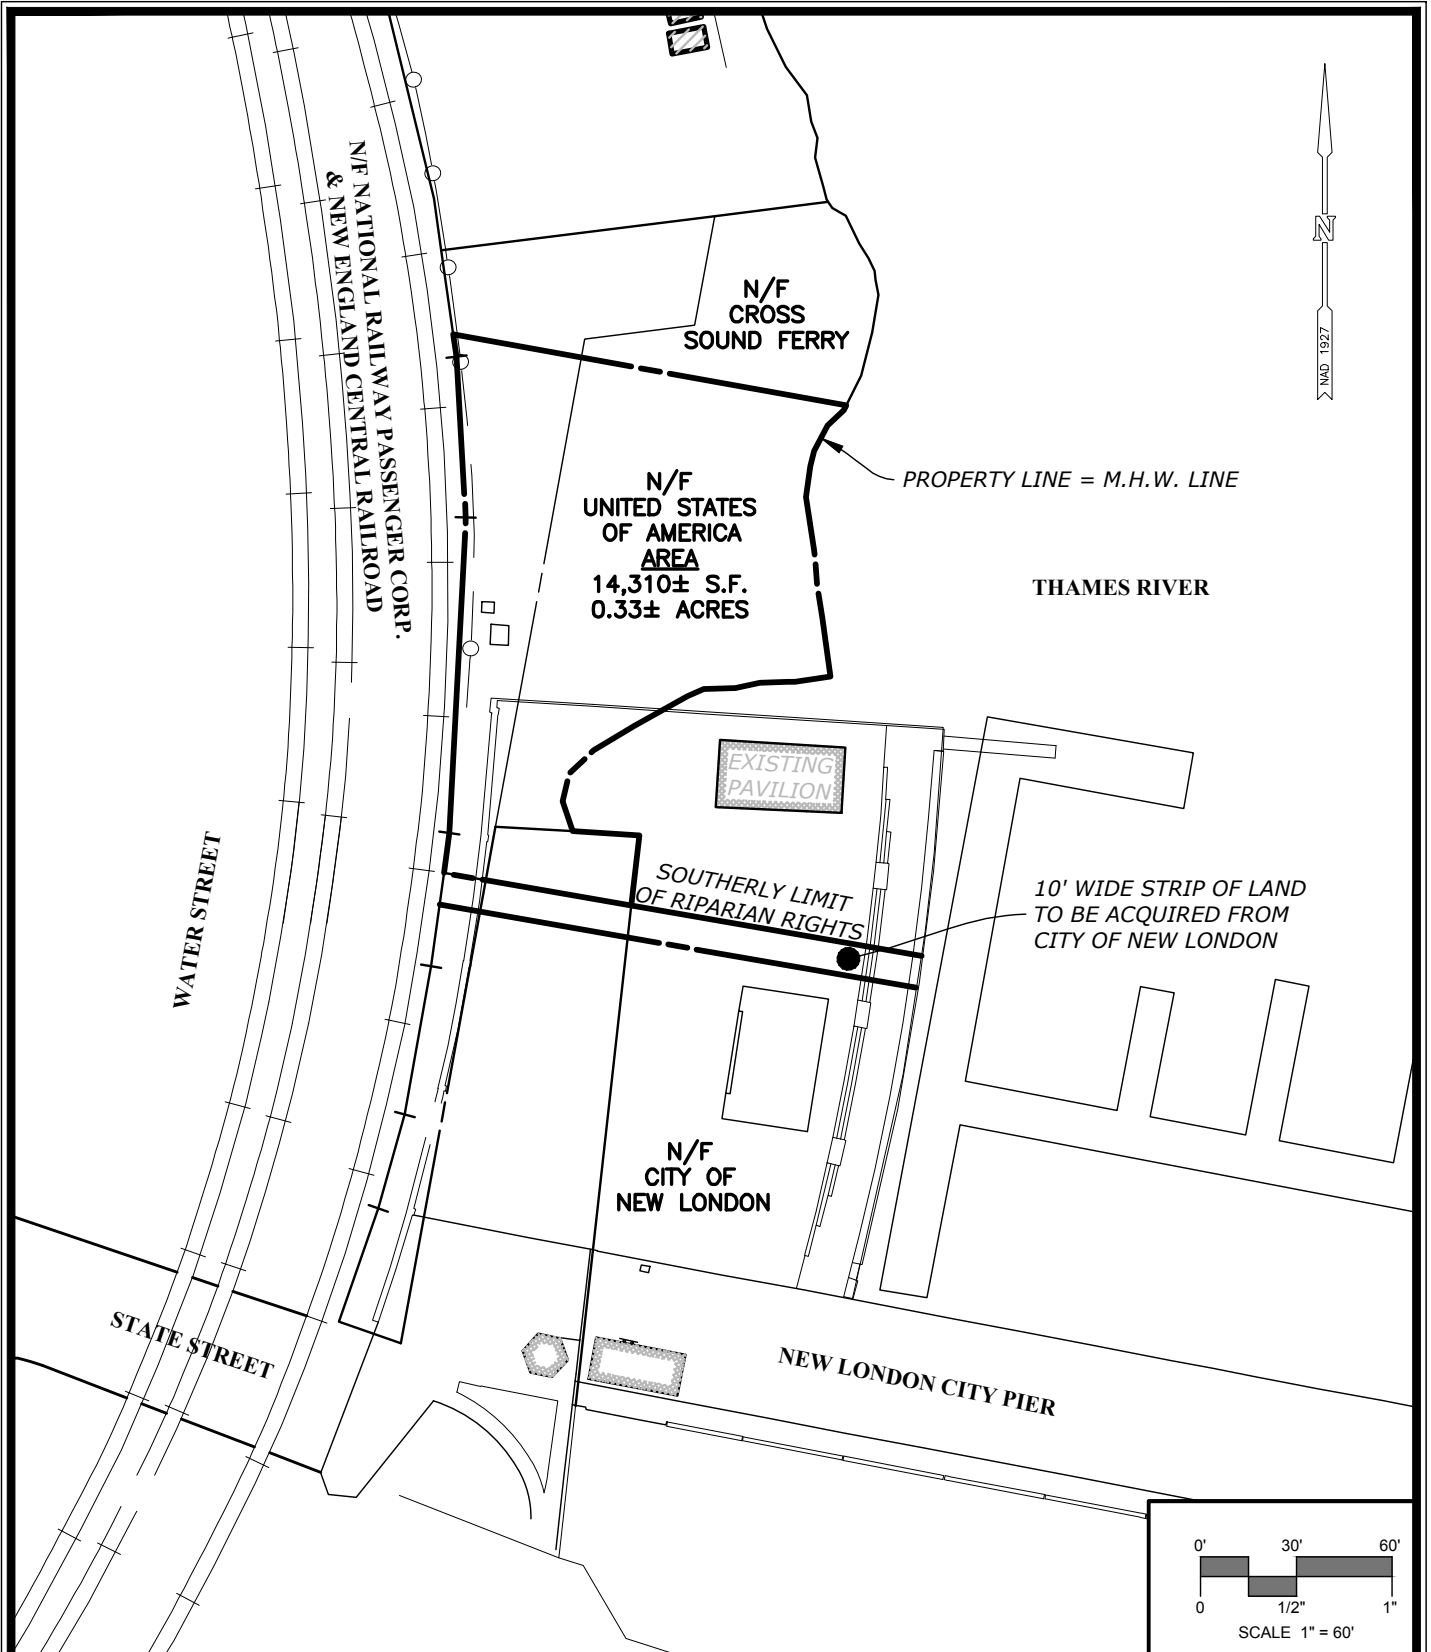 N/F NATIONAL RAILWAY PASSENGER CORP.
& NEW ENGLAND CENTRAL RAILROAD
N/F
CROSS
SOUND FERRY
N
NAD 1927
PROPERTY LINE = M.H.W. LINE
N/F
UNITED STATES
OF AMERICA
AREA
14,310± S.F.
0.33± ACRES
THAMES RIVER
EXISTING
PAVILION
WATER STREET
SOUTHERLY LIMIT
OF RIPARIAN RIGHTS
10' WIDE STRIP OF LAND
TO BE ACQUIRED FROM
CITY OF NEW LONDON
N/F
CITY OF
NEW LONDON
STATE STREET
NEW LONDON CITY PIER
0' 30' 60'
0 1/2" 1"
SCALE 1" = 60'